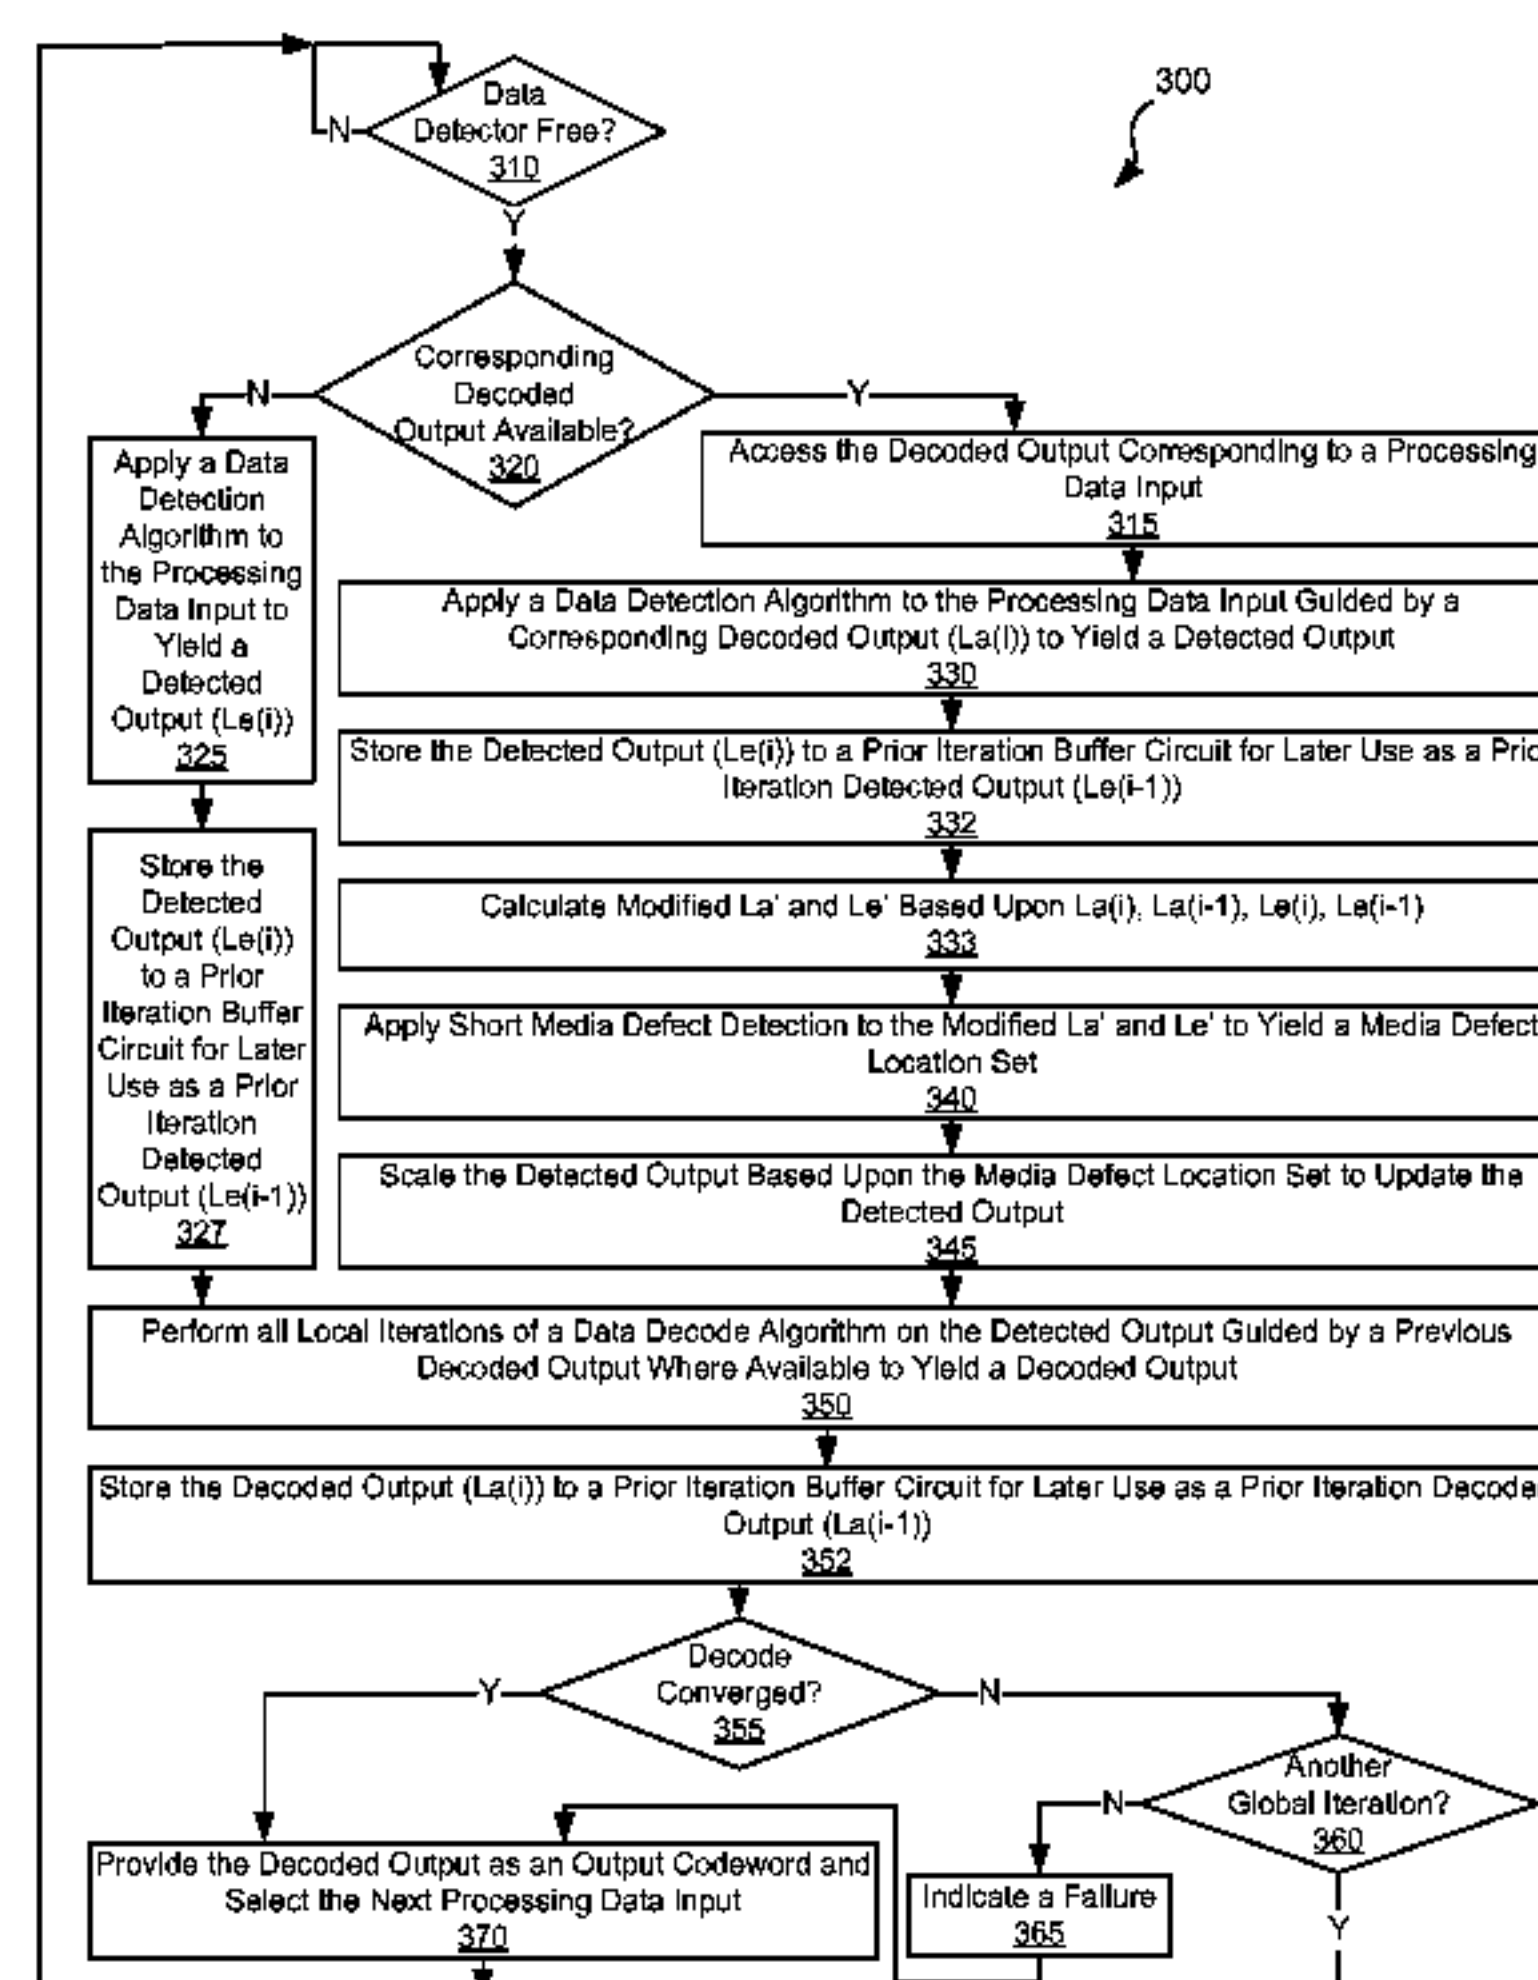 300
Data
Detector Free?
310
N
Y
Corresponding
Decoded
Output Available?
320
N
Y
Apply a Data
Detection
Algorithm to
the Processing
Data Input to
Yield a
Detected
Output (Le(i))
325
Store the
Detected
Output (Le(i))
to a Prior
Iteration Buffer
Circuit for Later
Use as a Prior
Iteration
Detected
Output (Le(i-1))
327
Access the Decoded Output Corresponding to a Processing
Data Input
315
Apply a Data Detection Algorithm to the Processing Data Input Guided by a
Corresponding Decoded Output (La(i)) to Yield a Detected Output
330
Store the Detected Output (Le(i)) to a Prior Iteration Buffer Circuit for Later Use as a
Iteration Detected Output (Le(i-1))
332
Calculate Modified La' and Le' Based Upon La(i), La(i-1), Le(i), Le(i-1)
333
Apply Short Media Defect Detection to the Modified La' and Le' to Yield a Media Defect
Location Set
340
Scale the Detected Output Based Upon the Media Defect Location Set to Update the
Detected Output
345
Perform all Local Iterations of a Data Decode Algorithm on the Detected Output Guided by a Previous
Decoded Output Where Available to Yield a Decoded Output
350
Store the Decoded Output (La(i)) to a Prior Iteration Buffer Circuit for Later Use as a Prior Iteration
Output (La(i-1))
352
Decode
Converged?
355
Y
N
Another
Global Iteration?
360
N
Y
Provide the Decoded Output as an Output Codeword and
Select the Next Processing Data Input
370
Indicate a Failure
365